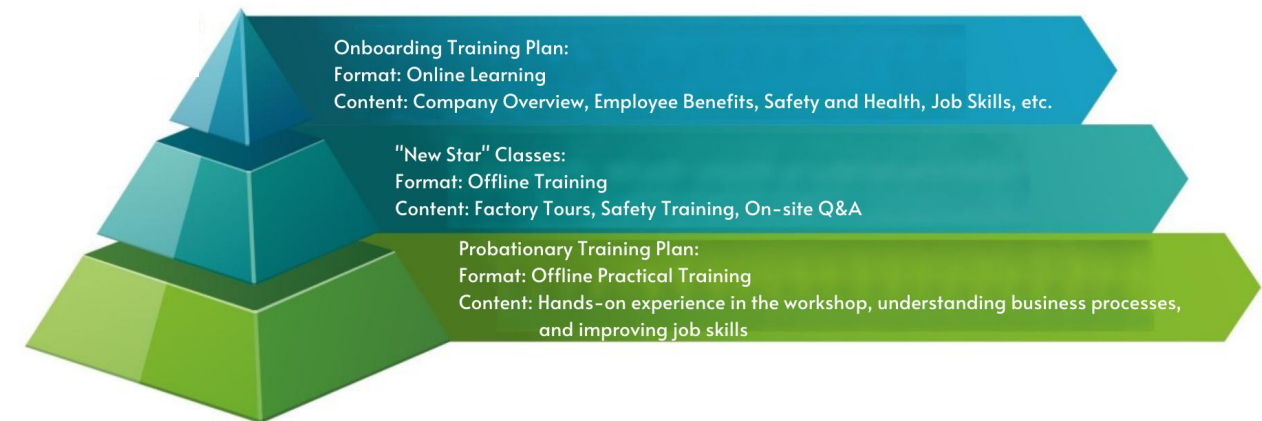 Onboarding Training Plan:
Format: Online Learning
Content: Company Overview, Employee Benefits, Safety and Health, Job Skills, etc.
"New Star" Classes:
Format: Offline Training
Content: Factory Tours, Safety Training, On-site Q&A
Probationary Training Plan:
Format: Offline Practical Training
Content: Hands-on experience in the workshop, understanding business processes,
and improving job skills